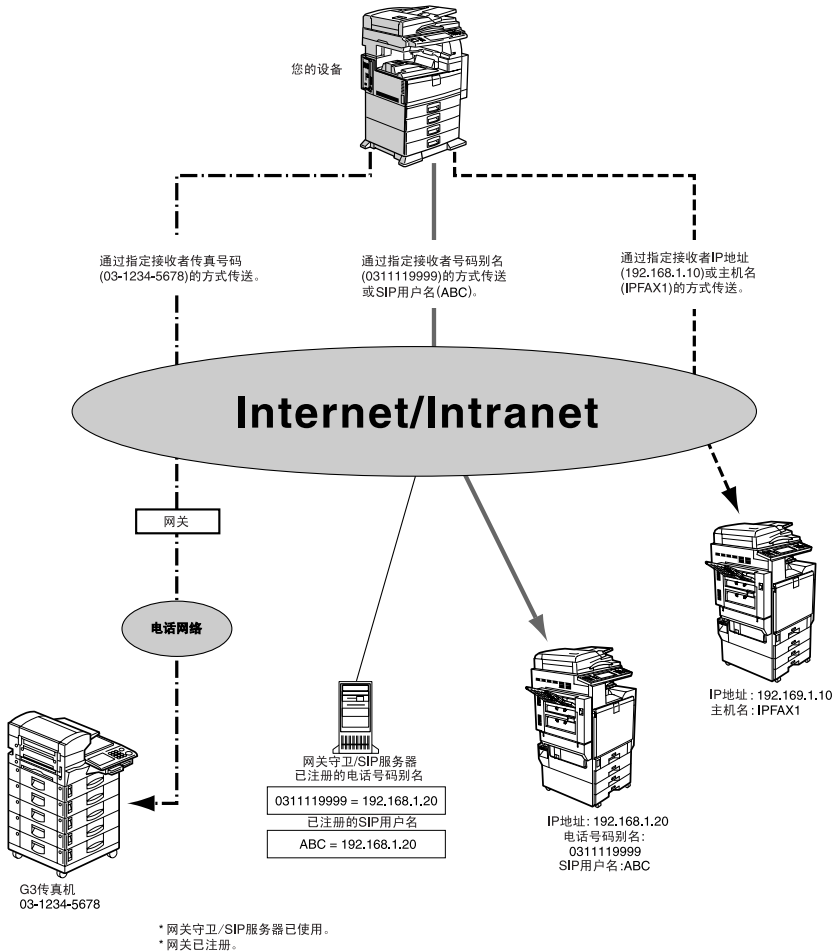 您的设备
通过指定接收者传真号码
(03-1234-5678)的方式传送。
通过指定接收者号码别名
(0311119999)的方式传送
或SIP用户名(ABC)。
通过指定接收者IP地址
(192.168.1.10)或主机名
(IPFAX1)的方式传送。
Internet/Intranet
网关
电话网络
IP地址: 192.169.1.10
主机名: IPFAX1
网关守卫/SIP服务器
已注册的电话号码别名
0311119999 = 192.168.1.20
已注册的SIP用户名
ABC = 192.168.1.20
IP地址: 192.168.1.20
电话号码别名:
0311119999
SIP用户名:ABC
G3传真机
03-1234-5678
* 网关守卫/SIP服务器已使用。
* 网关已注册。